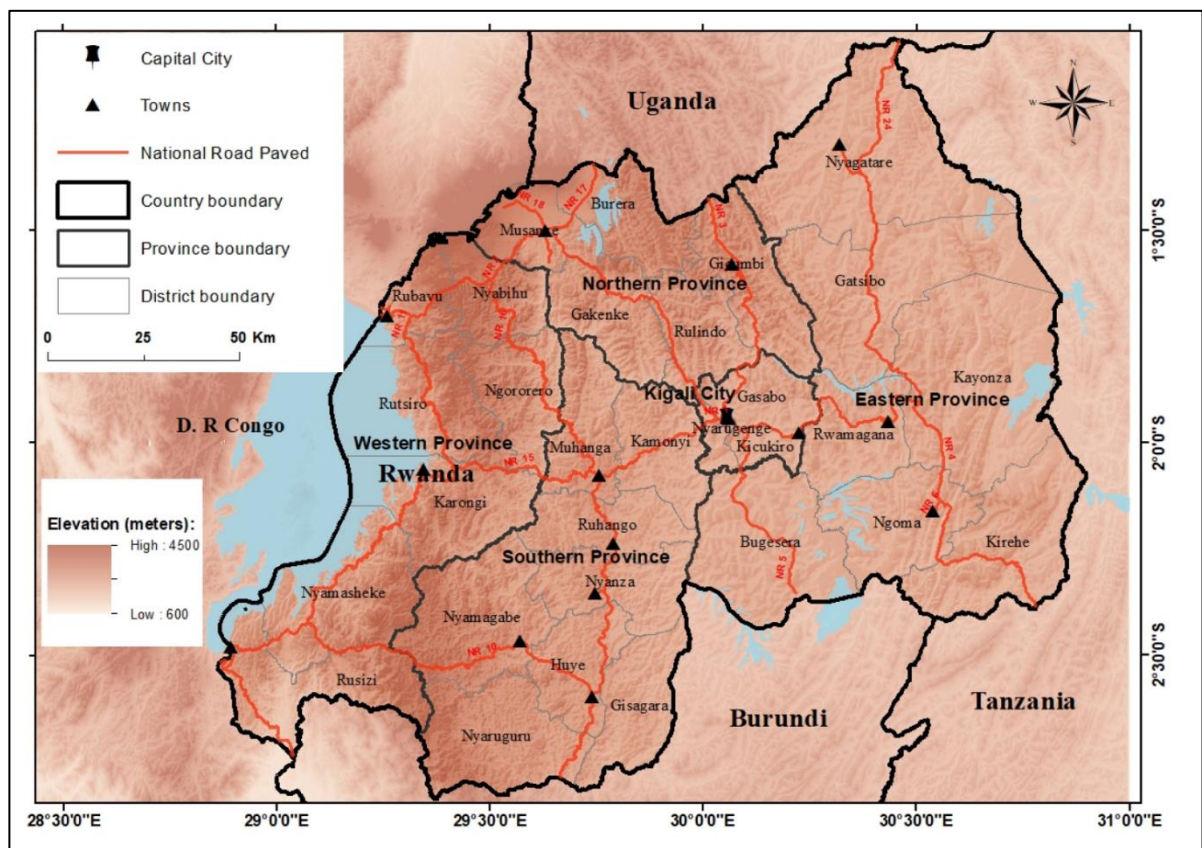 Capital City
Towns
National Road Paved
Country boundary
Province boundary
District boundary
0 25 50 Km
Elevation (meters):
High : 4500
Low : 600
Uganda
N
W E
S
NR 24
Nyagatare
NR 18
NR 17
Burera
Musanze
NR 3
Gicumbi
Gatsibo
Northern Province
Rubavu
Nyabihu
NR 11
NR 16
Gakenke
Rulindo
Ngororero
Kayonza
Kigali City
Gasabo
Rutsiro
Eastern Province
D. R Congo
Western Province
Nyarugenge
Rwamagana
Muhanga
Kamonyi
Kicukiro
NR 4
NR 15
Rwanda
Karongi
Ruhango
Ngoma
Bugesera
Kirehe
Southern Province
NR 5
Nyanza
Nyamasheke
Nyamagabe
NR 10
Huye
Rusizi
Gisagara
Nyaruguru
Burundi
Tanzania
1°30'0"S
2°0'0"S
2°30'0"S
28°30'0"E 29°0'0"E 29°30'0"E 30°0'0"E 30°30'0"E 31°0'0"E